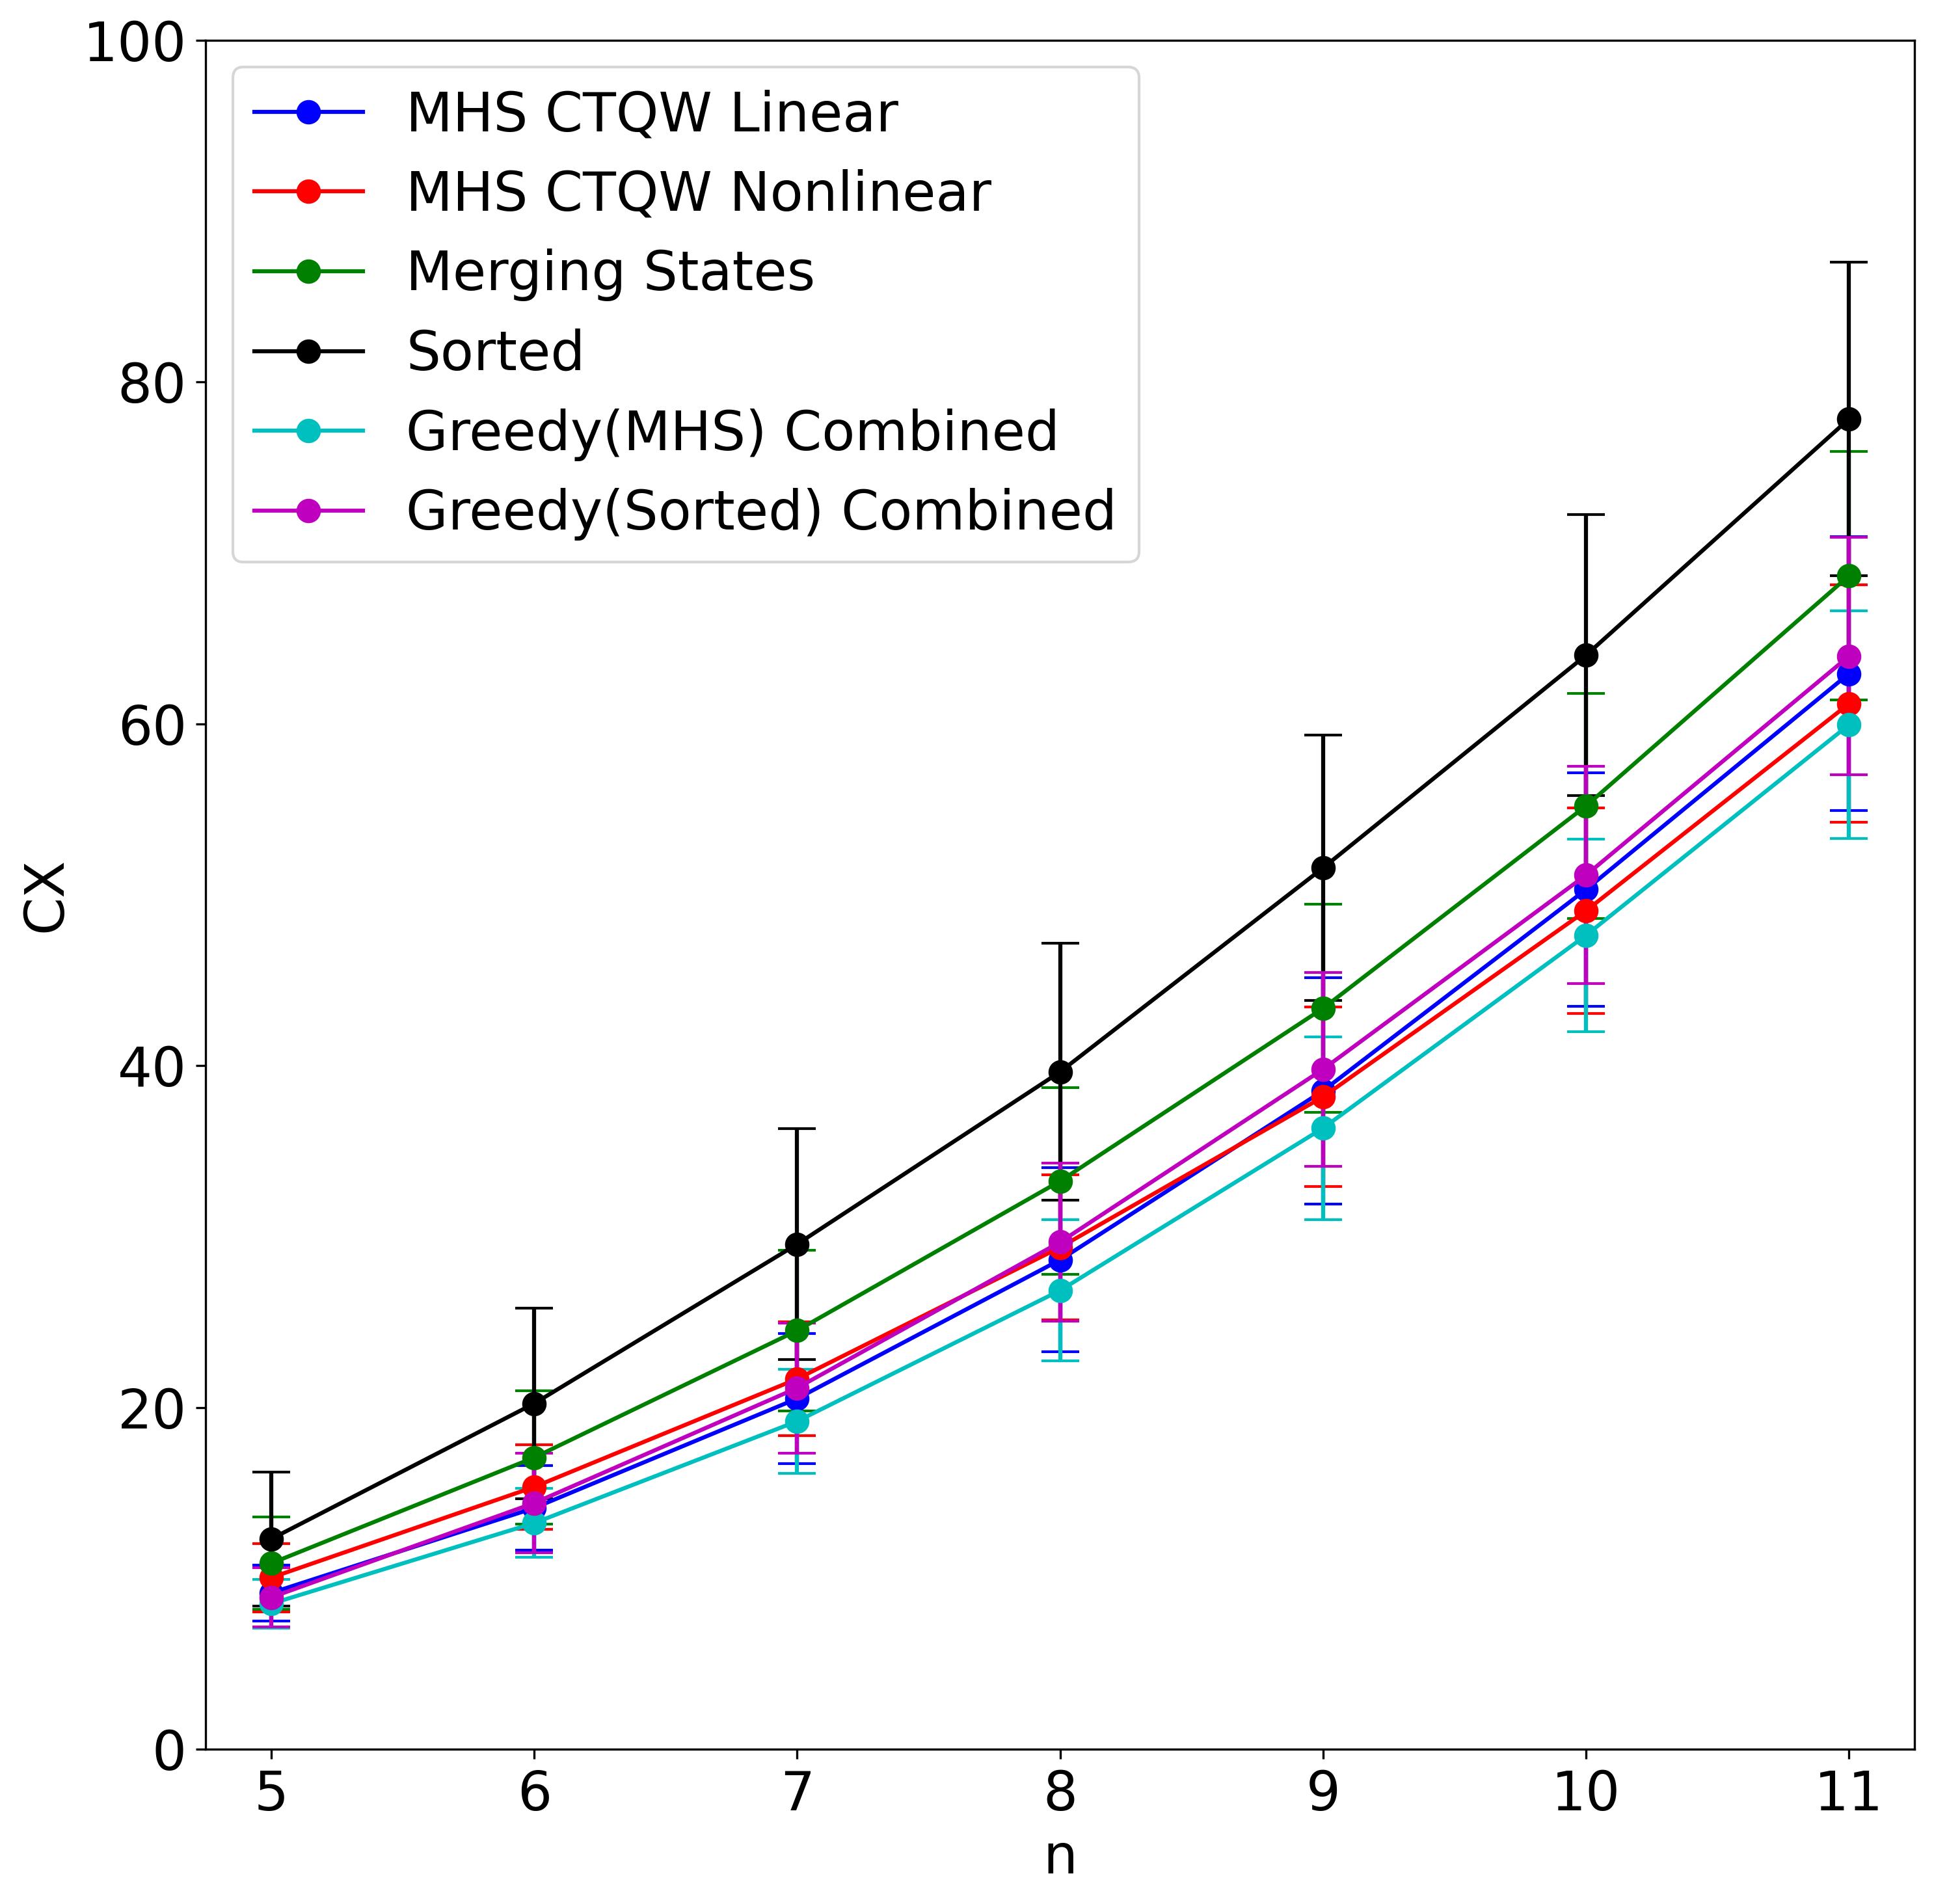 100
80
60
40
20
0
CX
MHS CTQW Linear
MHS CTQW Nonlinear
Merging States
Sorted
Greedy(MHS) Combined
Greedy(Sorted) Combined
5 6 7 8 9 10 11
n